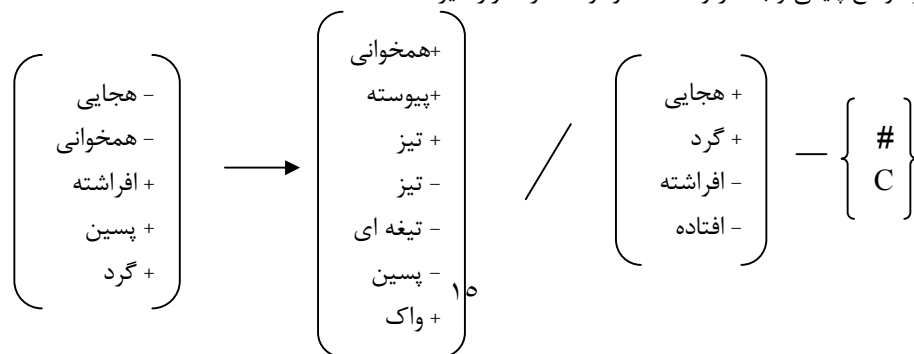 - هجایی
- همخوانی
+ افراشته
+ پسین
+ گرد
+همخوانی
+پیوسته
+ تیز
- تیز
- تیغه ای
- پسین
+ واک
۱۵
/
+ هجایی
+ گرد
- افراشته
- افتاده
—
#
C